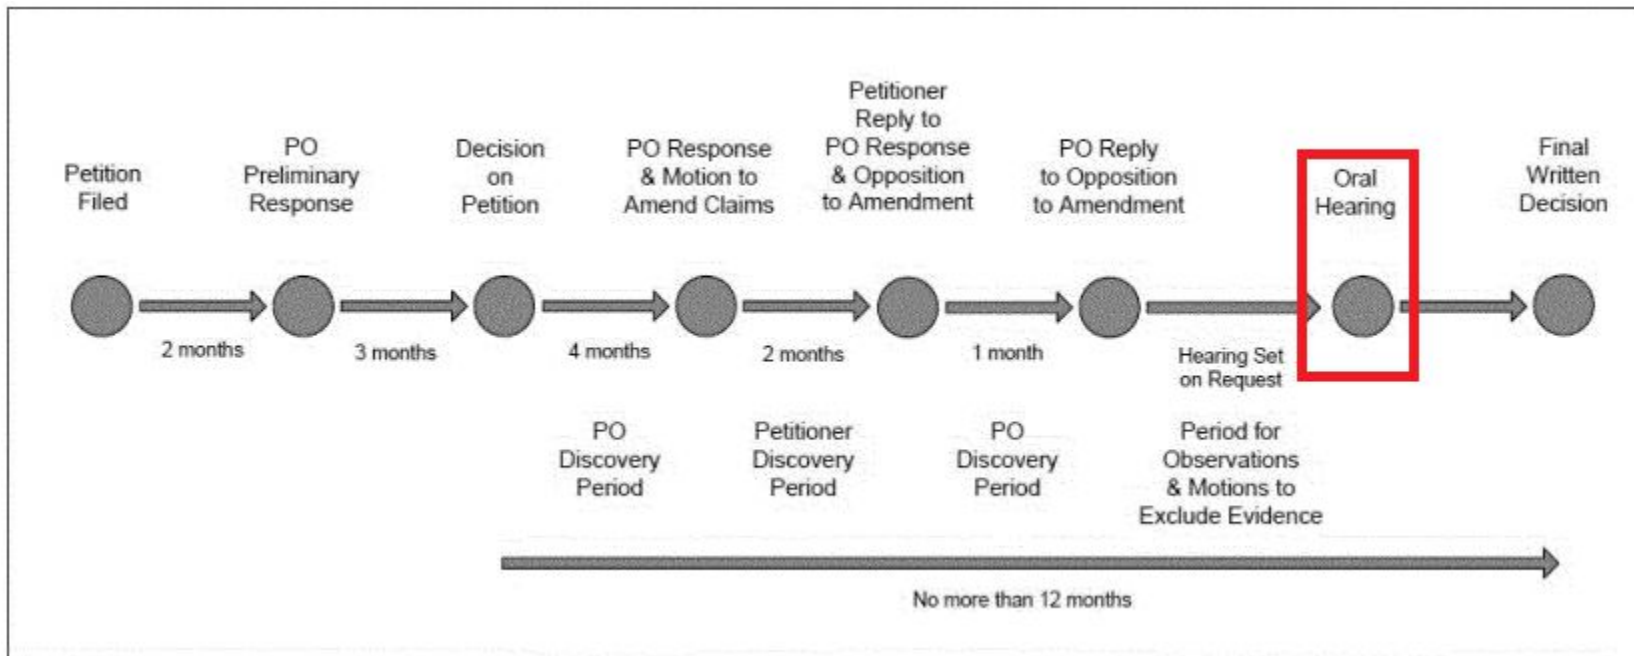 Petition
Filed
PO
Preliminary
Response
Decision
on
Petition
PO Response
& Motion to
Amend Claims
Petitioner
Reply to
PO Response
& Opposition
to Amendment
PO Reply
to Opposition
to Amendment
Oral
Hearing
Final
Written
Decision
2 months
3 months
4 months
2 months
1 month
Hearing Set
on Request
PO
Discovery
Period
Petitioner
Discovery
Period
PO
Discovery
Period
Period for
Observations
& Motions to
Exclude Evidence
No more than 12 months